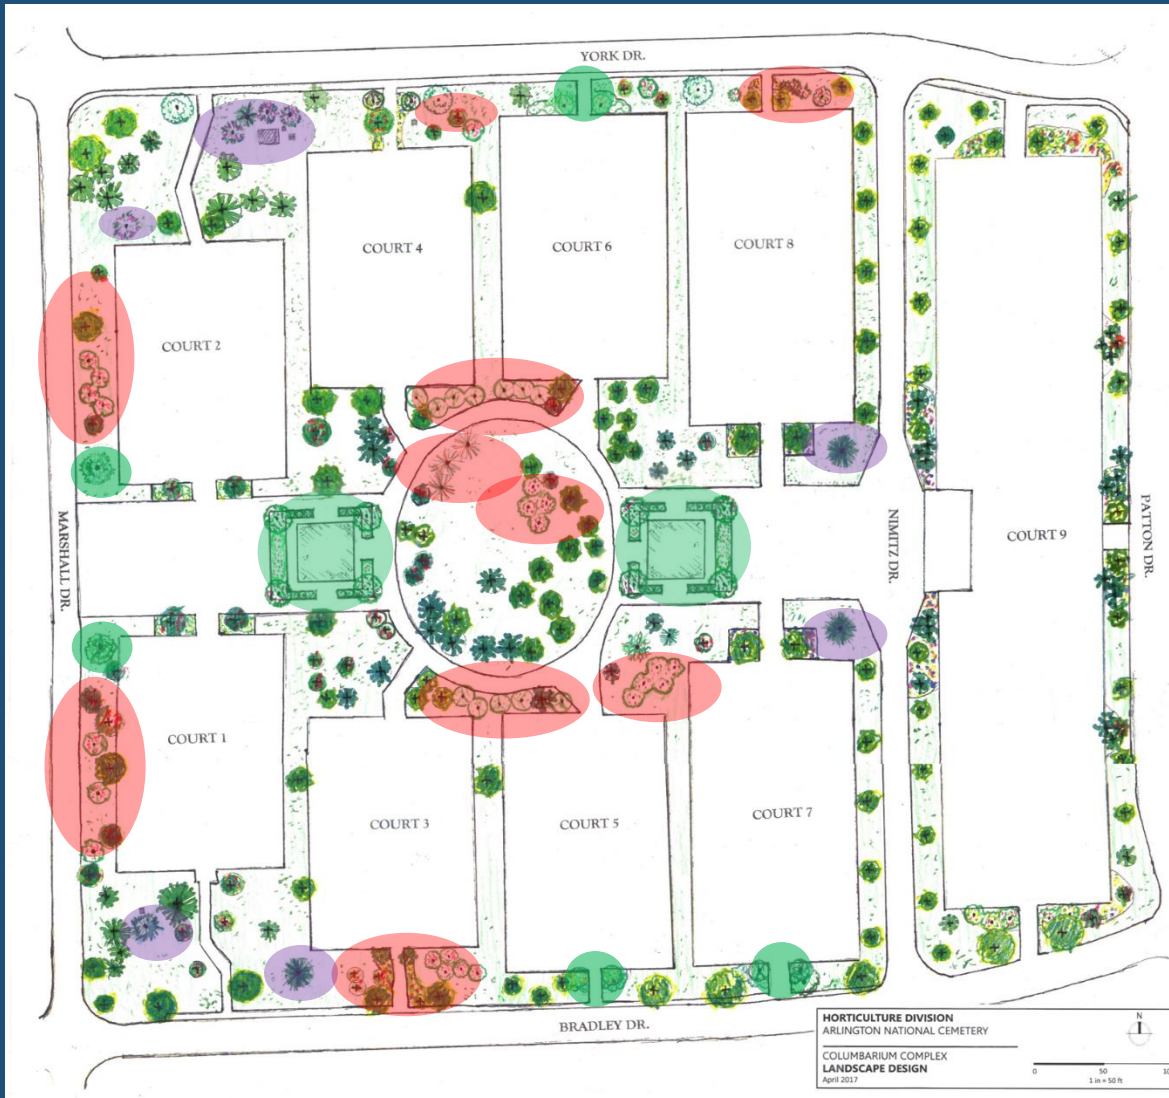 YORK DR.
COURT 4
COURT 6
COURT 8
COURT 2
MARSHALL DR.
NIMITZ DR.
COURT 9
PATTON DR.
COURT 1
COURT 3
COURT 5
COURT 7
BRADLEY DR.
HORTICULTURE DIVISION
ARLINGTON NATIONAL CEMETERY
COLUMBARIUM COMPLEX
LANDSCAPE DESIGN
April 2017
N
0 50
1 in = 50 ft